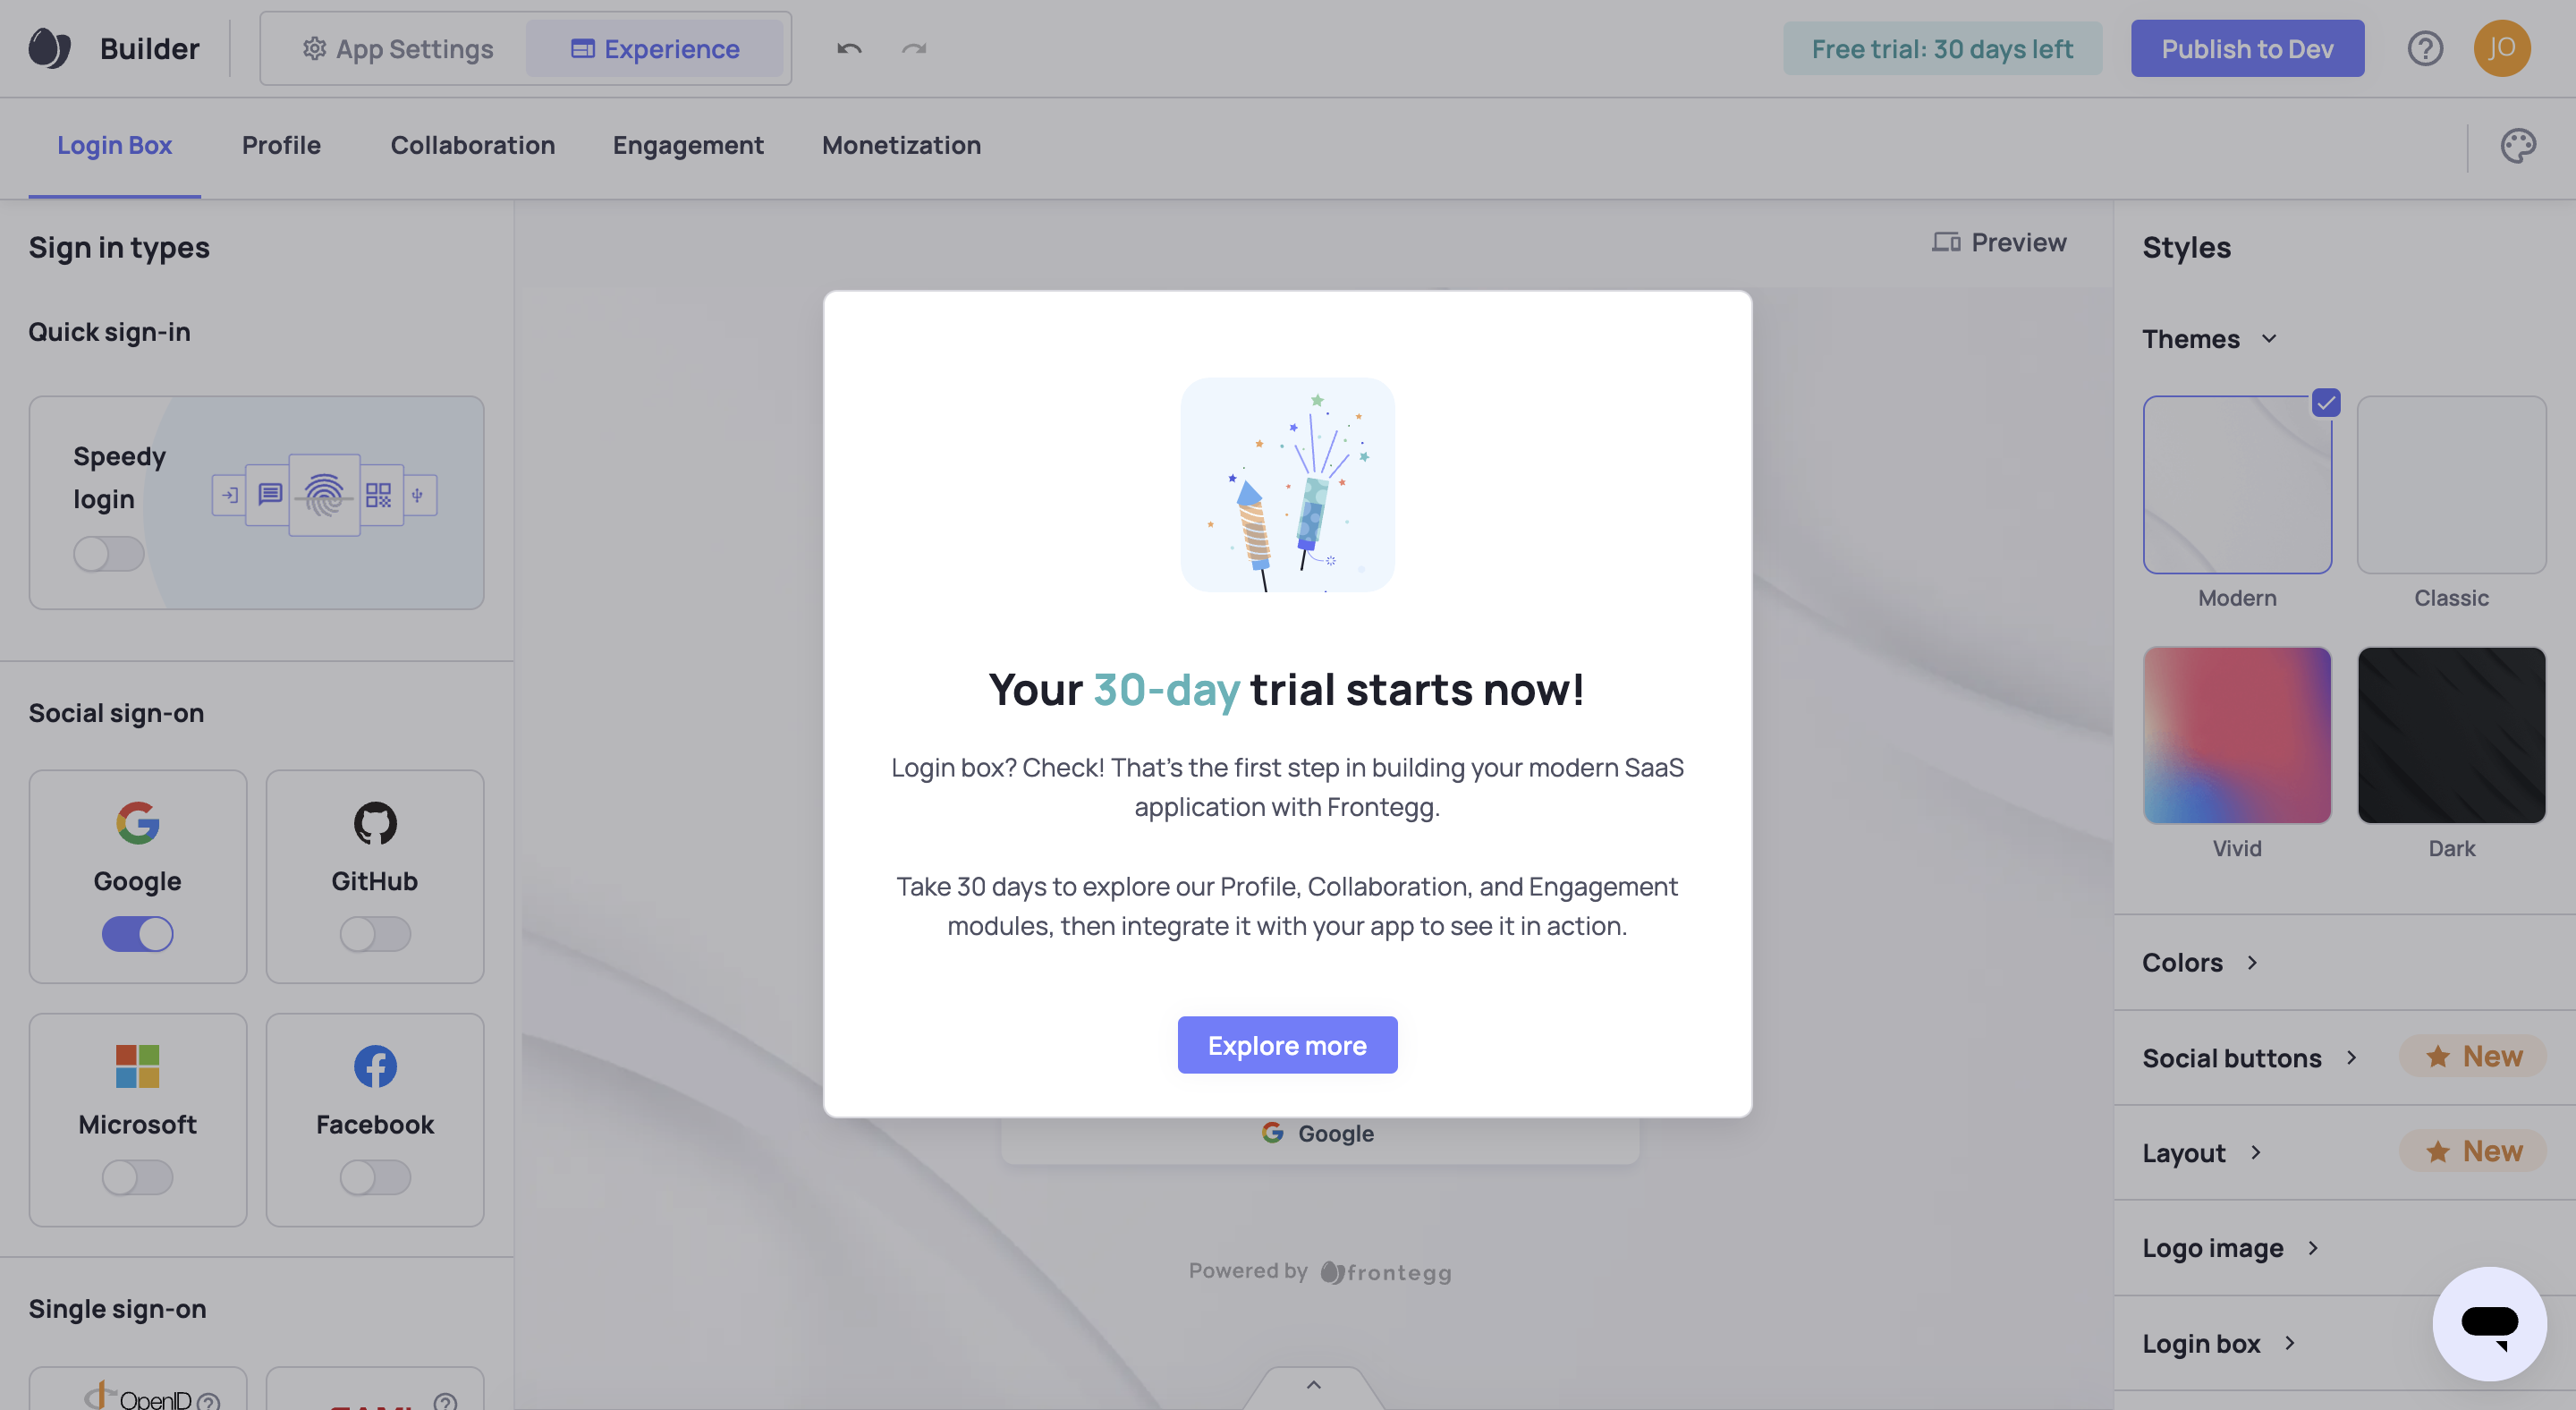 Builder
App Settings
Experience
Free trial: 30 days left
Publish to Dev
JO
Login Box
Profile
Collaboration
Engagement
Monetization
Sign in types
Quick sign-in
Speedy
login
Social sign-on
Google
GitHub
Microsoft
Facebook
Single sign-on
OpenID
Preview
Your 30-day trial starts now!
Login box? Check! That's the first step in building your modern SaaS
application with Frontegg.
Take 30 days to explore our Profile, Collaboration, and Engagement
modules, then integrate it with your app to see it in action.
Explore more
Google
Powered by frontegg
Styles
Themes
Modern
Classic
Vivid
Dark
Colors
Social buttons
New
Layout
New
Logo image
Login box